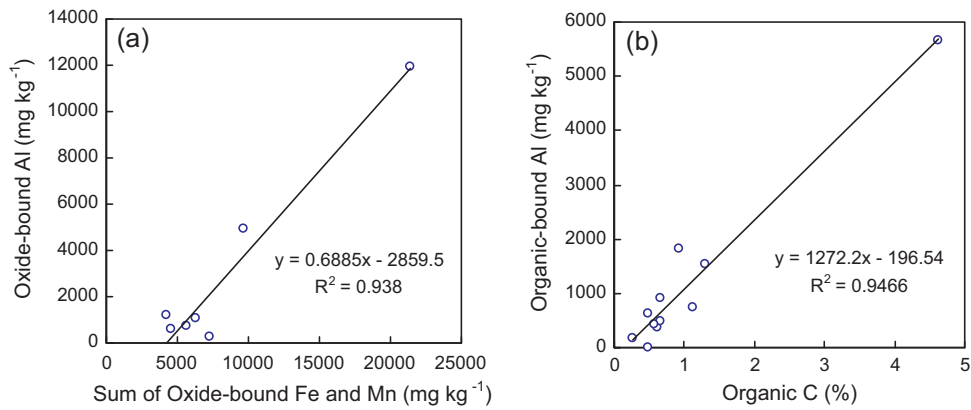 (a)
Oxide-bound Al (mg kg⁻¹)
14000
12000
10000
8000
6000
4000
2000
0
y = 0.6885x - 2859.5
R² = 0.938
0 5000 10000 15000 20000 25000
Sum of Oxide-bound Fe and Mn (mg kg⁻¹)
(b)
Organic-bound Al (mg kg⁻¹)
6000
5000
4000
3000
2000
1000
0
y = 1272.2x - 196.54
R² = 0.9466
0 1 2 3 4 5
Organic C (%)